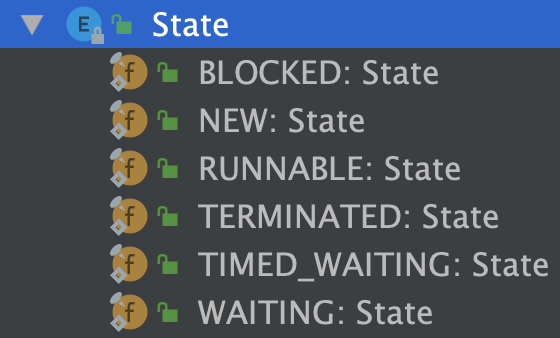 State
BLOCKED: State
NEW: State
RUNNABLE: State
TERMINATED: State
TIMED_WAITING: State
WAITING: State